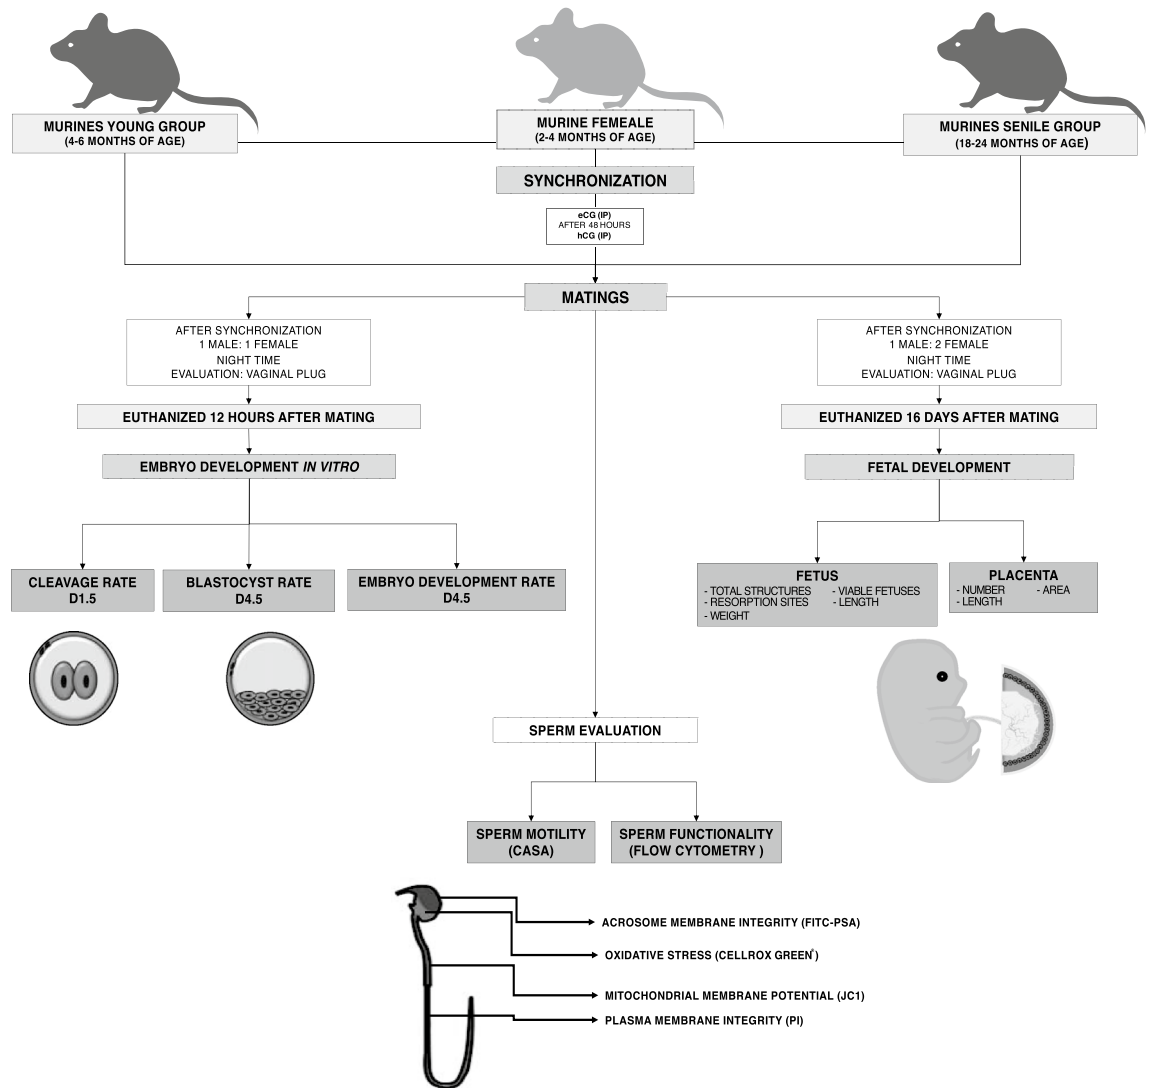 MURINES YOUNG GROUP
(4-6 MONTHS OF AGE)
MURINE FEMEALE
(2-4 MONTHS OF AGE)
MURINES SENILE GROUP
(18-24 MONTHS OF AGE)
SYNCHRONIZATION
eCG (IP)
AFTER 48 HOURS
hCG (IP)
MATINGS
AFTER SYNCHRONIZATION
1 MALE: 1 FEMALE
NIGHT TIME
EVALUATION: VAGINAL PLUG
EUTHANIZED 12 HOURS AFTER MATING
EMBRYO DEVELOPMENT IN VITRO
CLEAVAGE RATE
D1.5
BLASTOCYST RATE
D4.5
EMBRYO DEVELOPMENT RATE
D4.5
AFTER SYNCHRONIZATION
1 MALE: 2 FEMALE
NIGHT TIME
EVALUATION: VAGINAL PLUG
EUTHANIZED 16 DAYS AFTER MATING
FETAL DEVELOPMENT
FETUS
- TOTAL STRUCTURES - VIABLE FETUSES
- RESORPTION SITES - LENGTH
- WEIGHT
PLACENTA
- NUMBER - AREA
- LENGTH
SPERM EVALUATION
SPERM MOTILITY
(CASA)
SPERM FUNCTIONALITY
(FLOW CYTOMETRY )
ACROSOME MEMBRANE INTEGRITY (FITC-PSA)
OXIDATIVE STRESS (CELLROX GREEN®)
MITOCHONDRIAL MEMBRANE POTENTIAL (JC1)
PLASMA MEMBRANE INTEGRITY (PI)